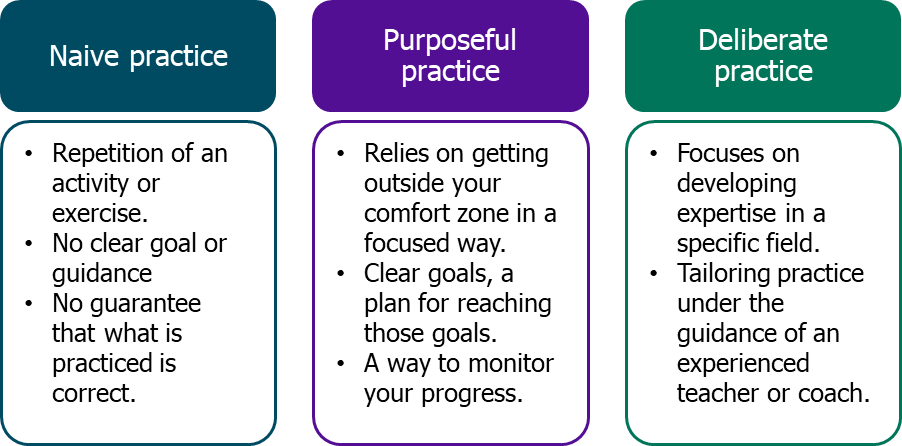 Naive practice
• Repetition of an
activity or
exercise.
• No clear goal or
guidance
• No guarantee
that what is
practiced is
correct.
Purposeful
practice
• Relies on getting
outside your
comfort zone in a
focused way.
• Clear goals, a
plan for reaching
those goals.
• A way to monitor
your progress.
Deliberate
practice
• Focuses on
developing
expertise in a
specific field.
• Tailoring practice
under the
guidance of an
experienced
teacher or coach.